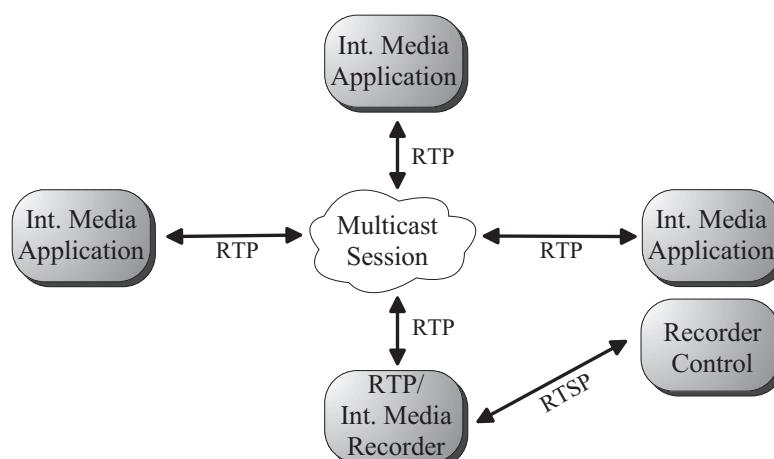 Int. Media
Application
RTP
Int. Media
Application
RTP
Multicast
Session
RTP
Int. Media
Application
RTP
Recorder
Control
RTSP
RTP/
Int. Media
Recorder